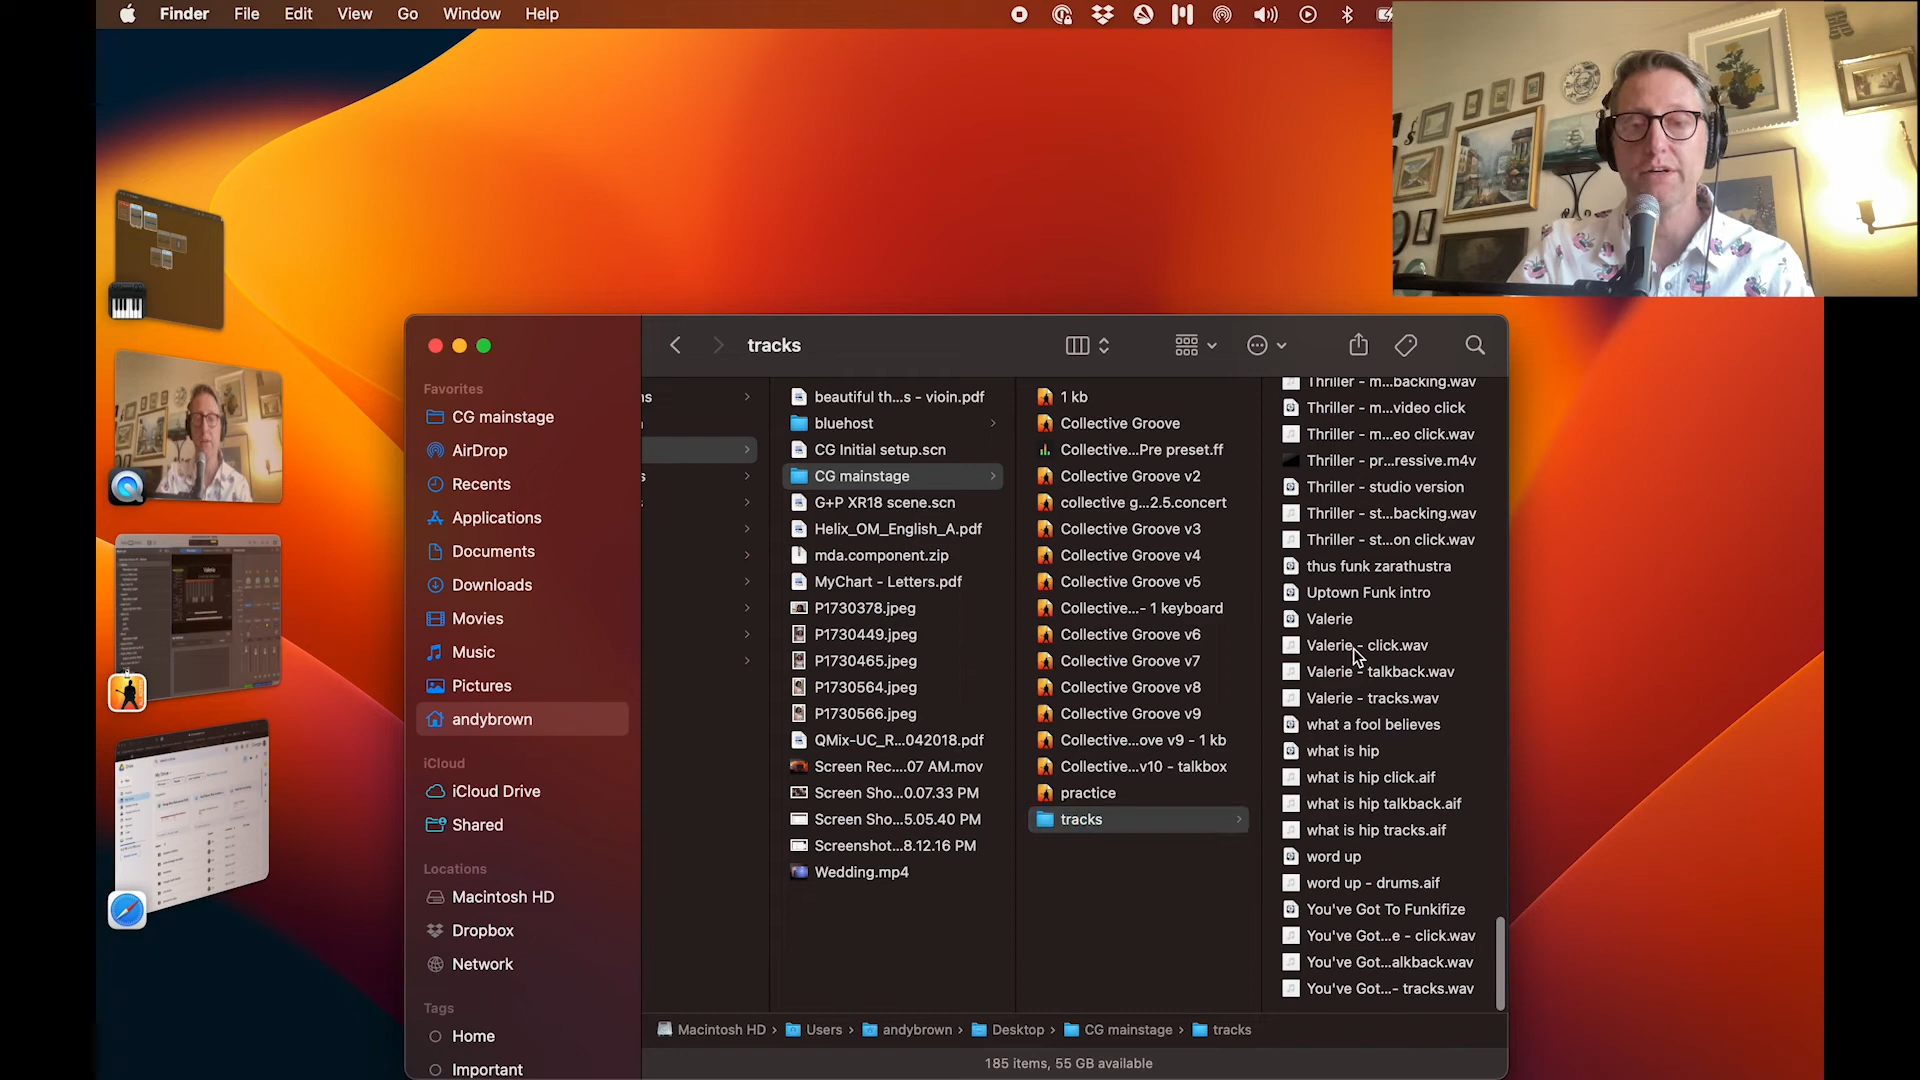 Finder File Edit View Go Window Help
tracks
Favorites
CG mainstage
AirDrop
Recents
Applications
Documents
Downloads
Movies
Music
Pictures
andybrown
iCloud
iCloud Drive
Shared
Locations
Macintosh HD
Dropbox
Network
Tags
Home
Important
beautiful th...s - vioin.pdf
bluehost
CG Initial setup.scn
CG mainstage
G+P XR18 scene.scn
Helix_OM_English_A.pdf
mda.component.zip
MyChart - Letters.pdf
P1730378.jpeg
P1730449.jpeg
P1730465.jpeg
P1730564.jpeg
P1730566.jpeg
QMix-UC_R...042018.pdf
Screen Rec....07 AM.mov
Screen Sho...0.07.33 PM
Screen Sho...5.05.40 PM
Screenshot...8.12.16 PM
Wedding.mp4
1 kb
Collective Groove
Collective...Pre preset.ff
Collective Groove v2
collective g...2.5.concert
Collective Groove v3
Collective Groove v4
Collective Groove v5
Collective...- 1 keyboard
Collective Groove v6
Collective Groove v7
Collective Groove v8
Collective Groove v9
Collective...ove v9 - 1 kb
Collective...v10 - talkbox
practice
tracks
Thriller - m...backing.wav
Thriller - m...video click
Thriller - m...eo click.wav
Thriller - pr...ressive.m4v
Thriller - studio version
Thriller - st...backing.wav
Thriller - st...on click.wav
thus funk zarathustra
Uptown Funk intro
Valerie
Valerie - click.wav
Valerie - talkback.wav
Valerie - tracks.wav
what a fool believes
what is hip
what is hip click.aif
what is hip talkback.aif
what is hip tracks.aif
word up
word up - drums.aif
You've Got To Funkifize
You've Got...e - click.wav
You've Got...alkback.wav
You've Got...- tracks.wav
Macintosh HD › Users › andybrown › Desktop › CG mainstage › tracks
185 items, 55 GB available